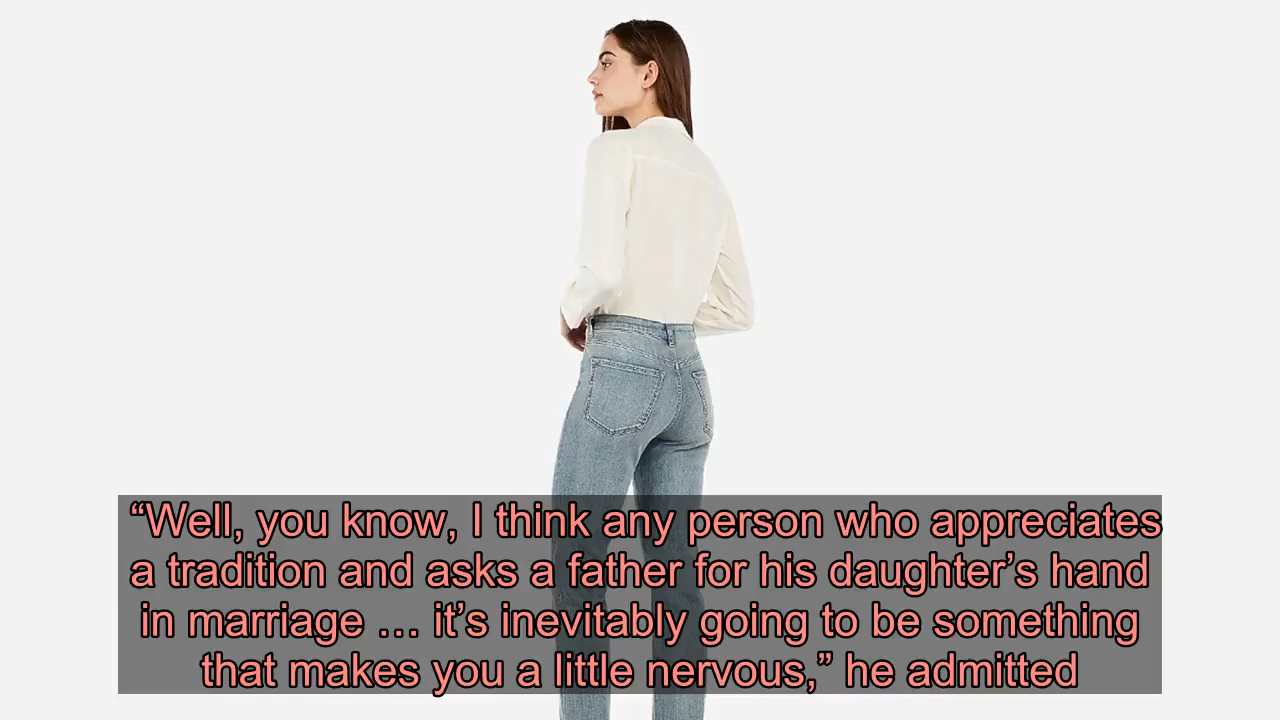 “Well, you know, I think any person who appreciates
a tradition and asks a father for his daughter’s hand
in marriage … it’s inevitably going to be something
that makes you a little nervous,” he admitted